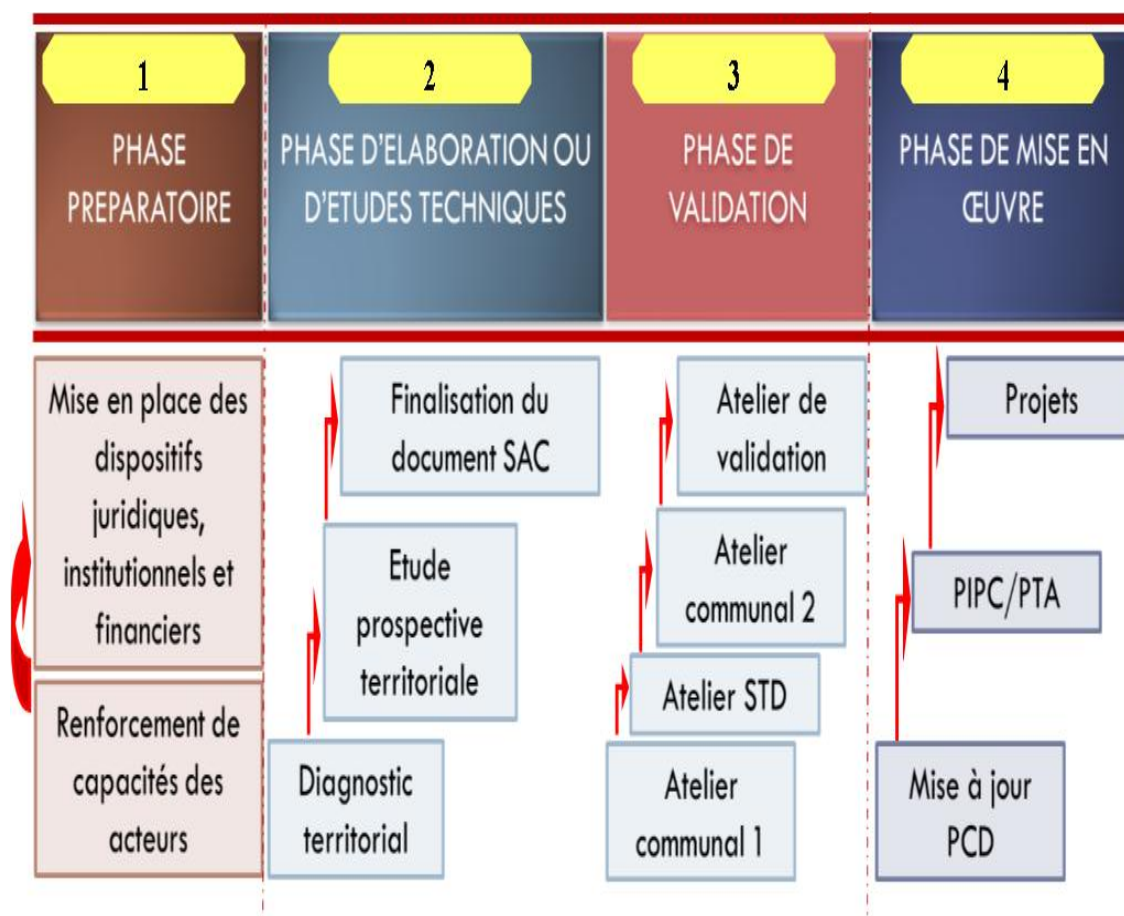 1
PHASE
PREPARATOIRE
2
PHASE D'ELABORATION OU
D'ETUDES TECHNIQUES
3
PHASE DE
VALIDATION
4
PHASE DE MISE EN
ŒUVRE
Mise en place des
dispositifs
juridiques,
institutionnels et
financiers
Renforcement de
capacités des
acteurs
Finalisation du
document SAC
Etude
prospective
territoriale
Diagnostic
territorial
Atelier de
validation
Atelier
communal 2
Atelier STD
Atelier
communal 1
Projets
PIPC/PTA
Mise à jour
PCD